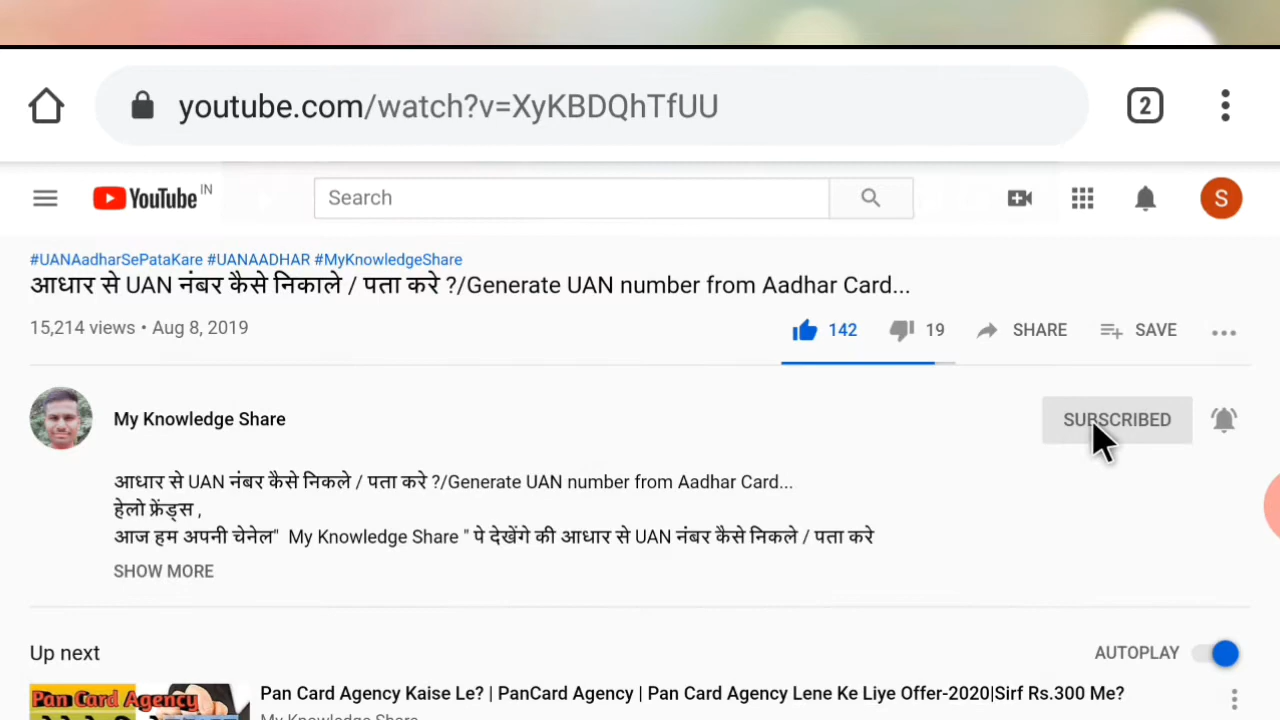 youtube.com/watch?v=XyKBDQhTfUU
2
YouTube IN
Search
S
#UANAadharSePataKare #UANAADHAR #MyKnowledgeShare
आधार से UAN नंबर कैसे निकाले / पता करे ?/Generate UAN number from Aadhar Card...
15,214 views • Aug 8, 2019
142
19
SHARE
SAVE
My Knowledge Share
SUBSCRIBED
आधार से UAN नंबर कैसे निकले / पता करे ?/Generate UAN number from Aadhar Card...
हेलो फ्रेंड्स ,
आज हम अपनी चेनेल" My Knowledge Share " पे देखेंगे की आधार से UAN नंबर कैसे निकले / पता करे
SHOW MORE
Up next
AUTOPLAY
Pan Card Agency
Pan Card Agency Kaise Le? | PanCard Agency | Pan Card Agency Lene Ke Liye Offer-2020|Sirf Rs.300 Me?
My Knowledge Share